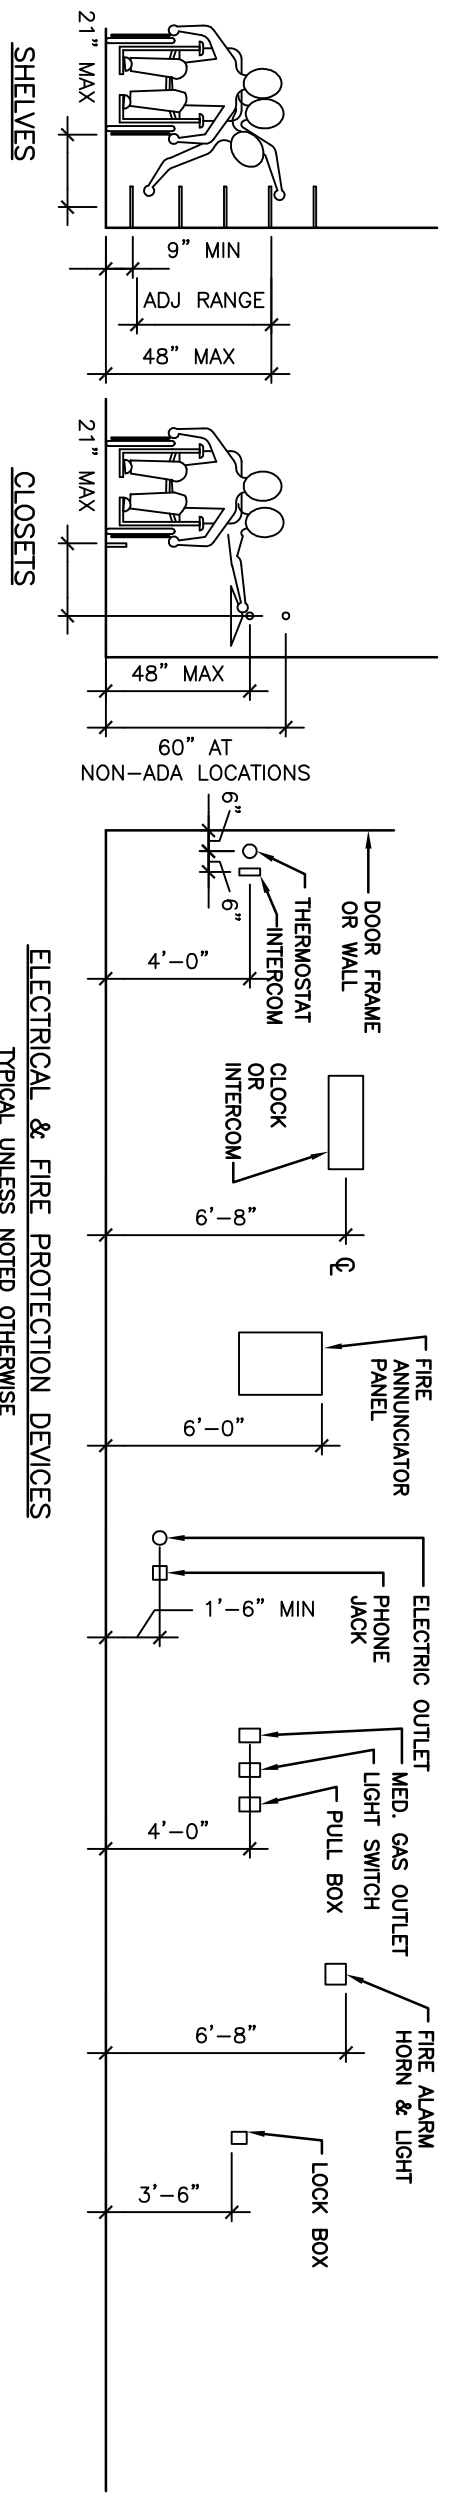 21" MAX
SHELVES
9" MIN
ADJ RANGE
48" MAX
21" MAX
CLOSETS
48" MAX
60" AT
NON-ADA LOCATIONS
6"
6"
4'-0"
DOOR FRAME
OR WALL
THERMOSTAT
INTERCOM
CLOCK
OR
INTERCOM
6'-8"
℄
FIRE
ANNUNCIATOR
PANEL
6'-0"
ELECTRIC OUTLET
PHONE
JACK
1'-6" MIN
MED. GAS OUTLET
LIGHT SWITCH
PULL BOX
4'-0"
FIRE ALARM
HORN & LIGHT
6'-8"
LOCK BOX
3'-6"
ELECTRICAL & FIRE PROTECTION DEVICES
TYPICAL UNLESS NOTED OTHERWISE